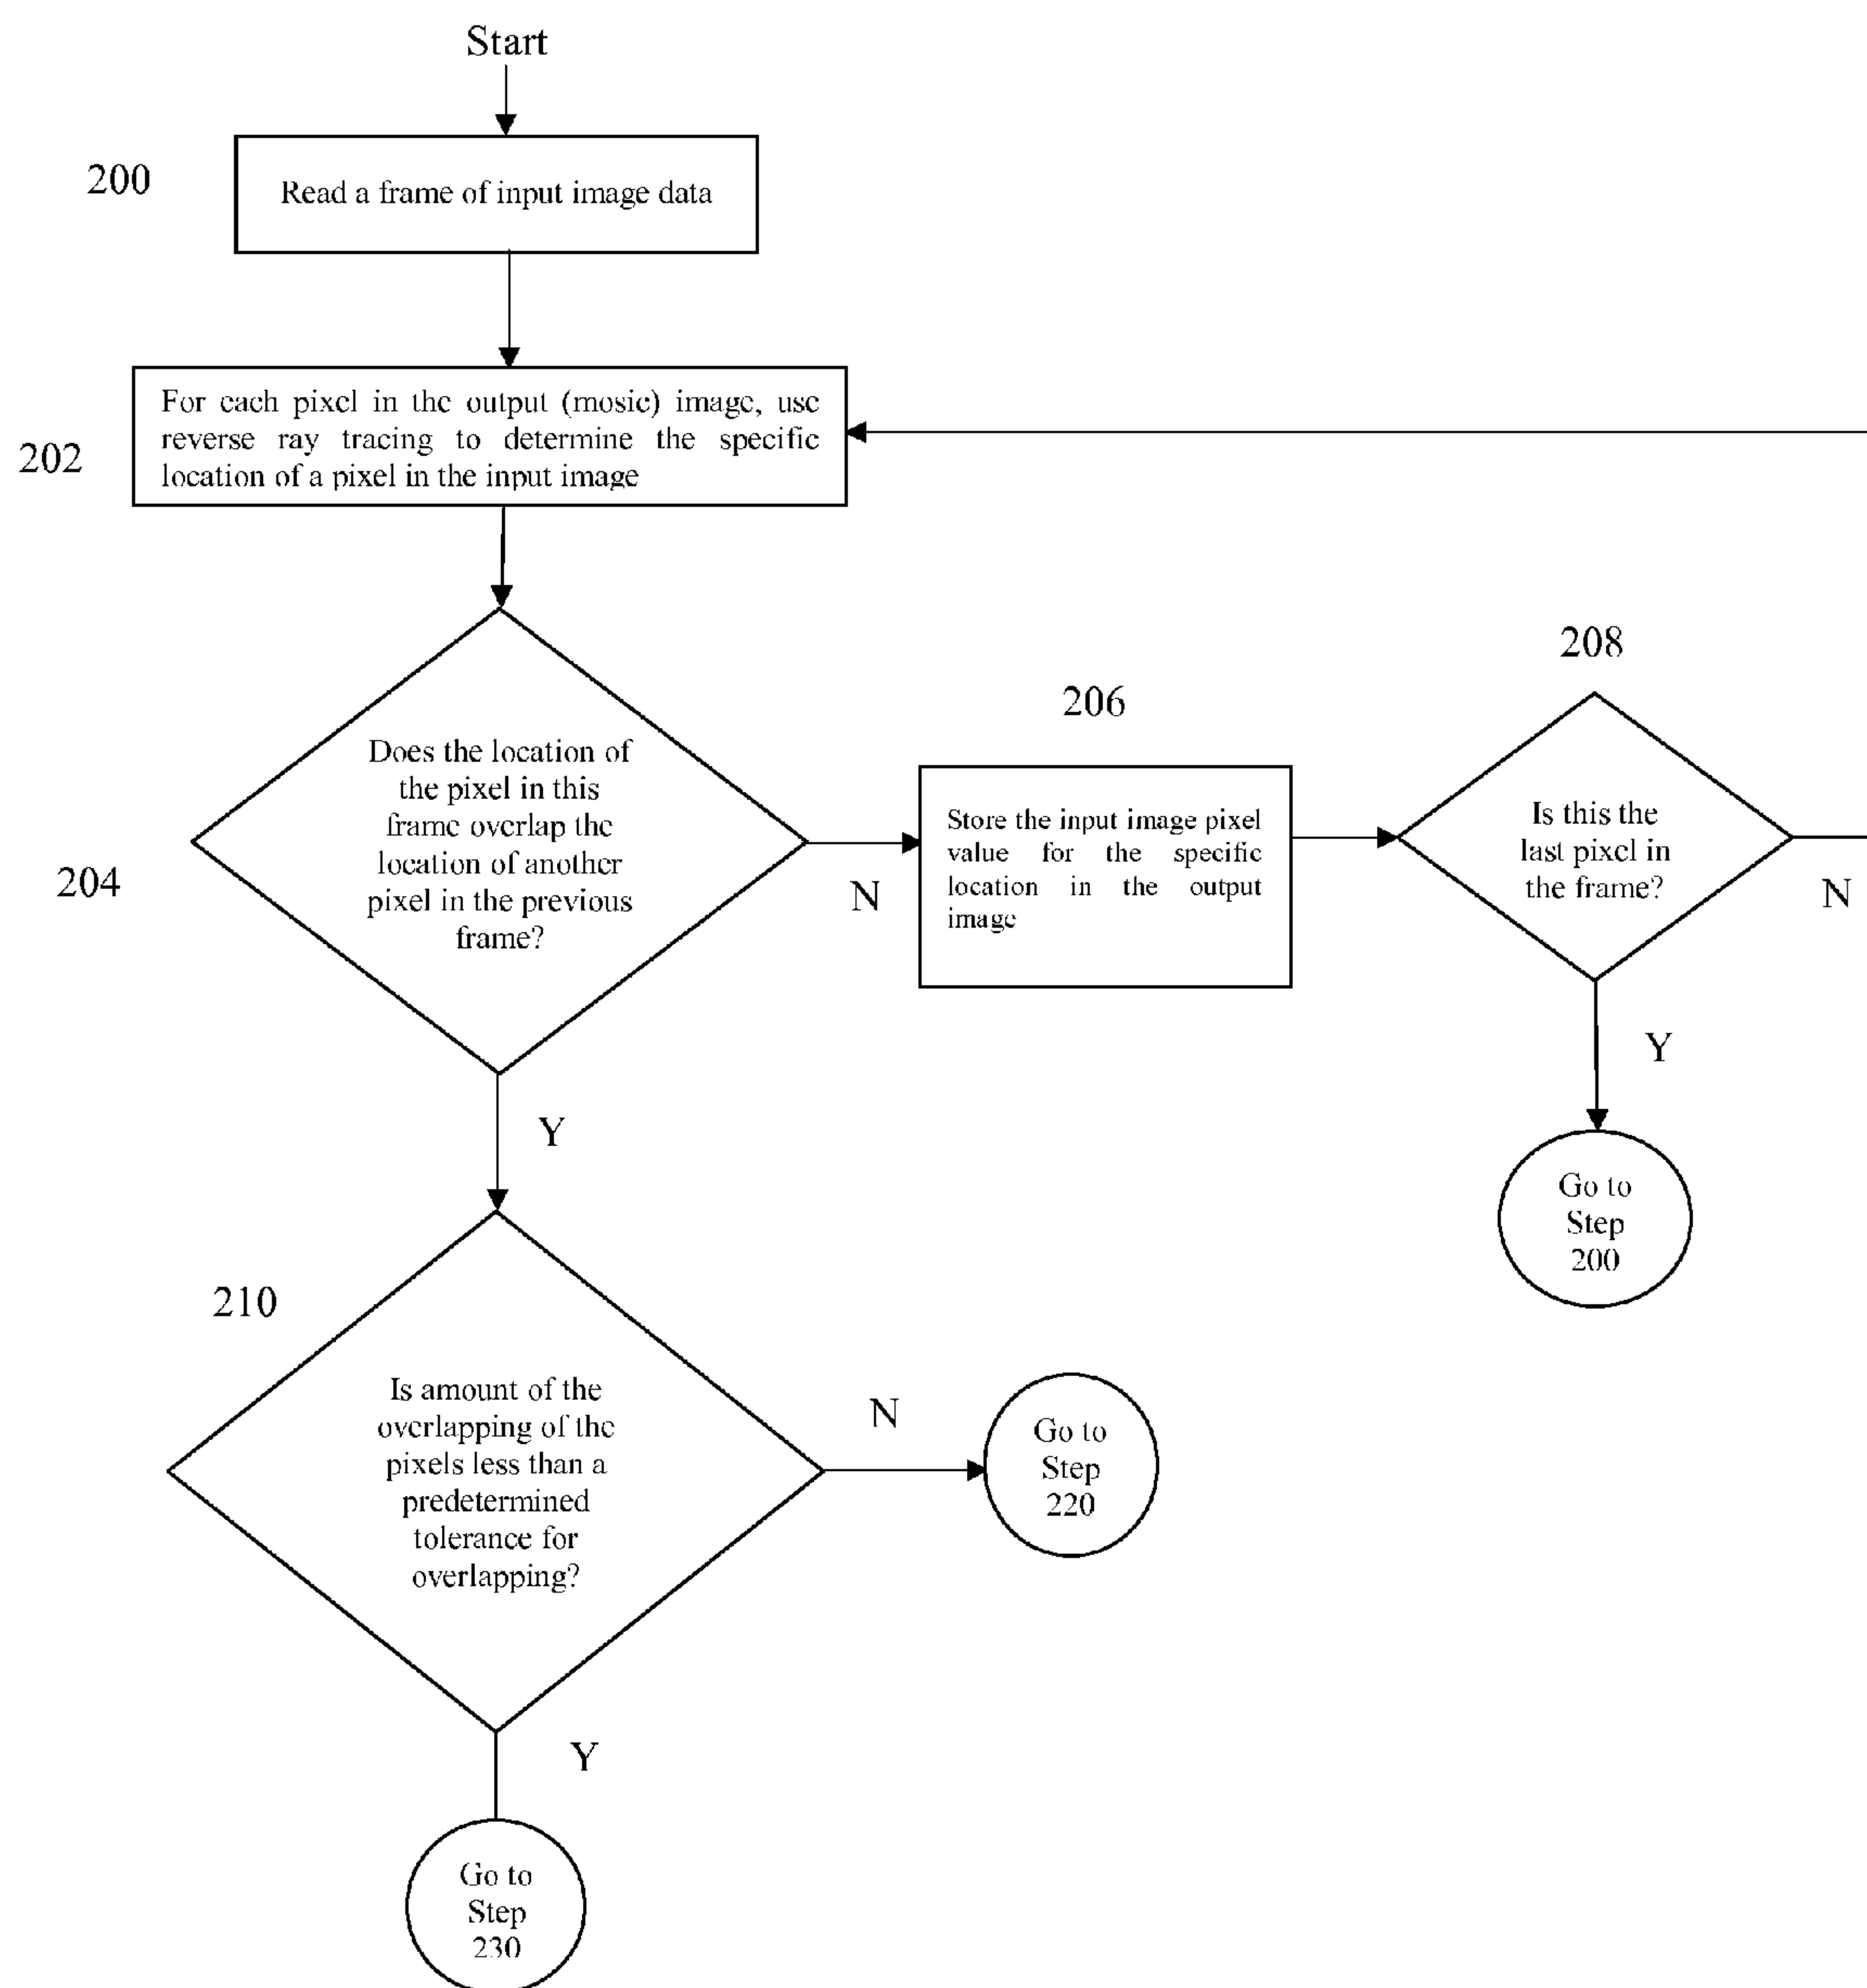 Start
200
Read a frame of input image data
202
For each pixel in the output (mosic) image, use
reverse ray tracing to determine the specific
location of a pixel in the input image
204
Does the location of
the pixel in this
frame overlap the
location of another
pixel in the previous
frame?
N
206
Store the input image pixel
value for the specific
location in the output
image
208
Is this the
last pixel in
the frame?
N
Y
Go to
Step
200
Y
210
Is amount of the
overlapping of the
pixels less than a
predetermined
tolerance for
overlapping?
N
Go to
Step
220
Y
Go to
Step
230